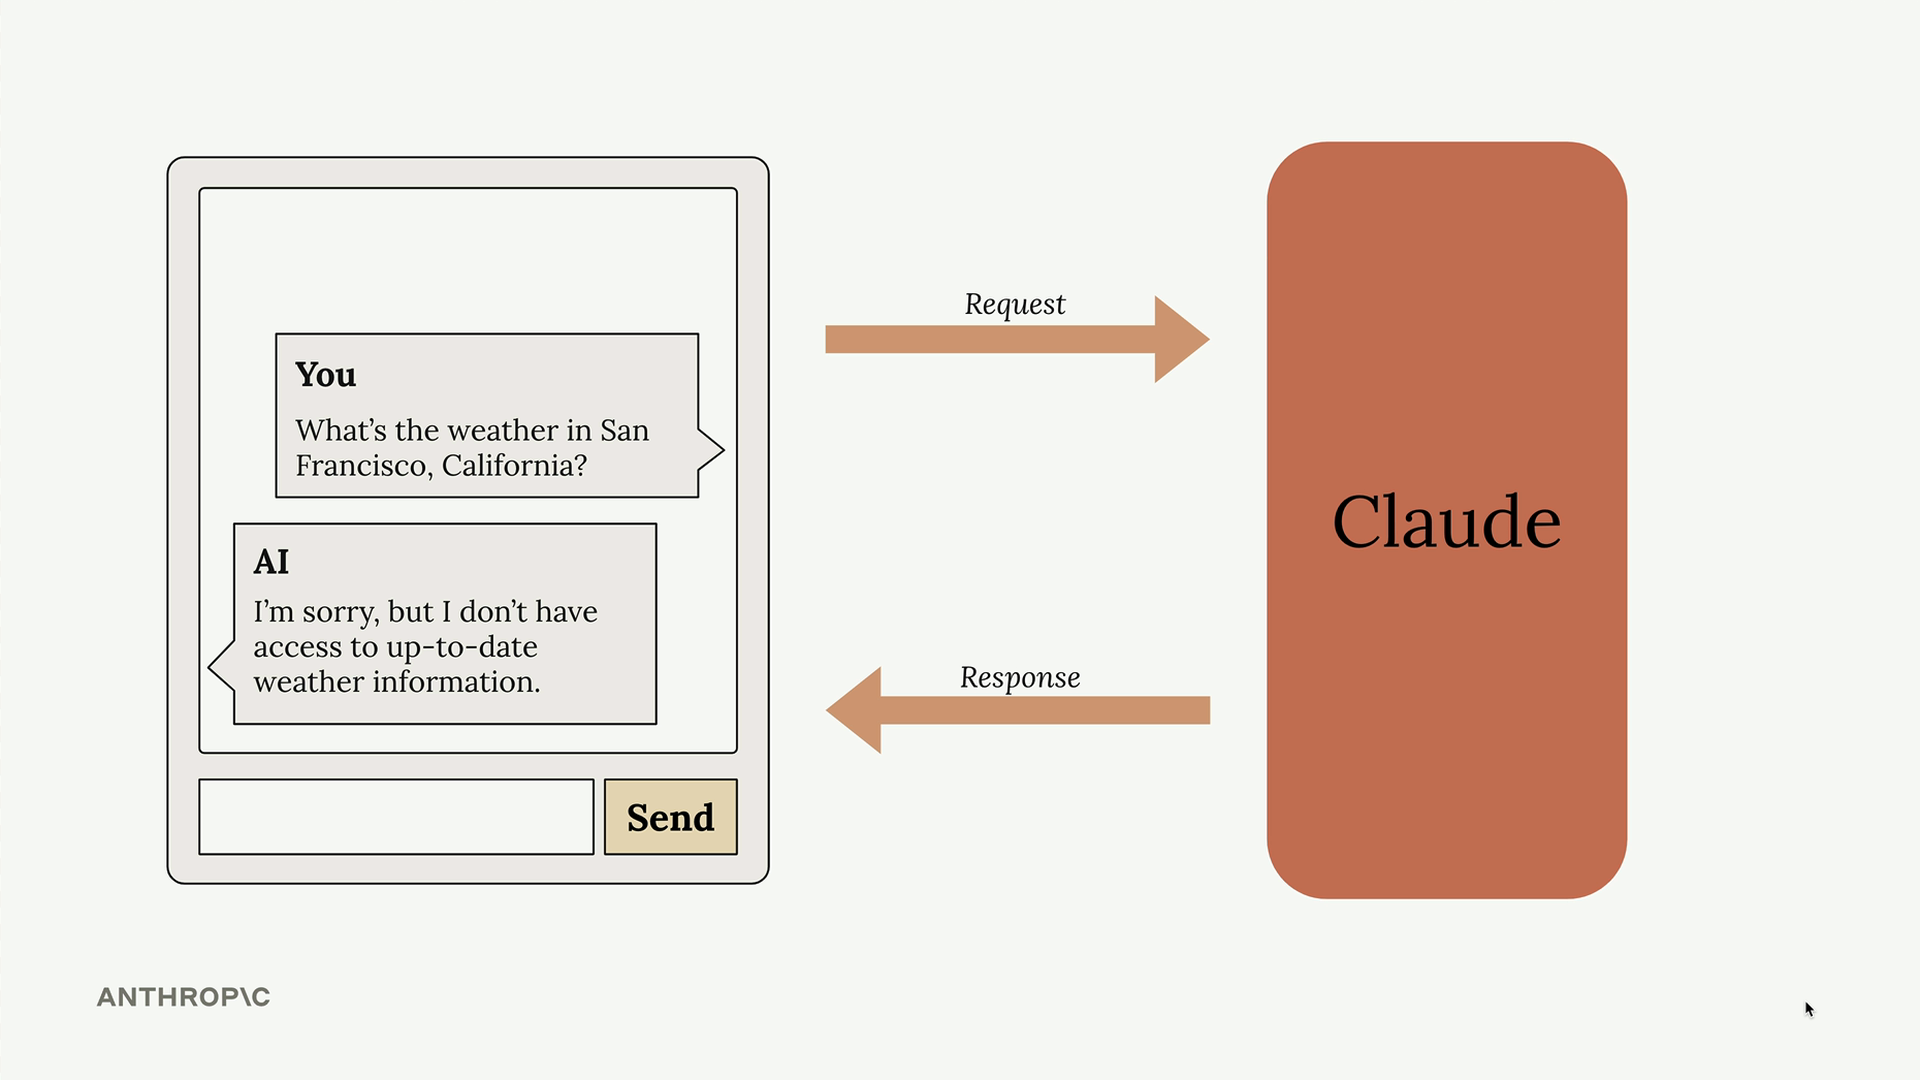 You
What’s the weather in San
Francisco, California?
AI
I’m sorry, but I don’t have
access to up-to-date
weather information.
Send
Request
Response
Claude
ANTHROP\C